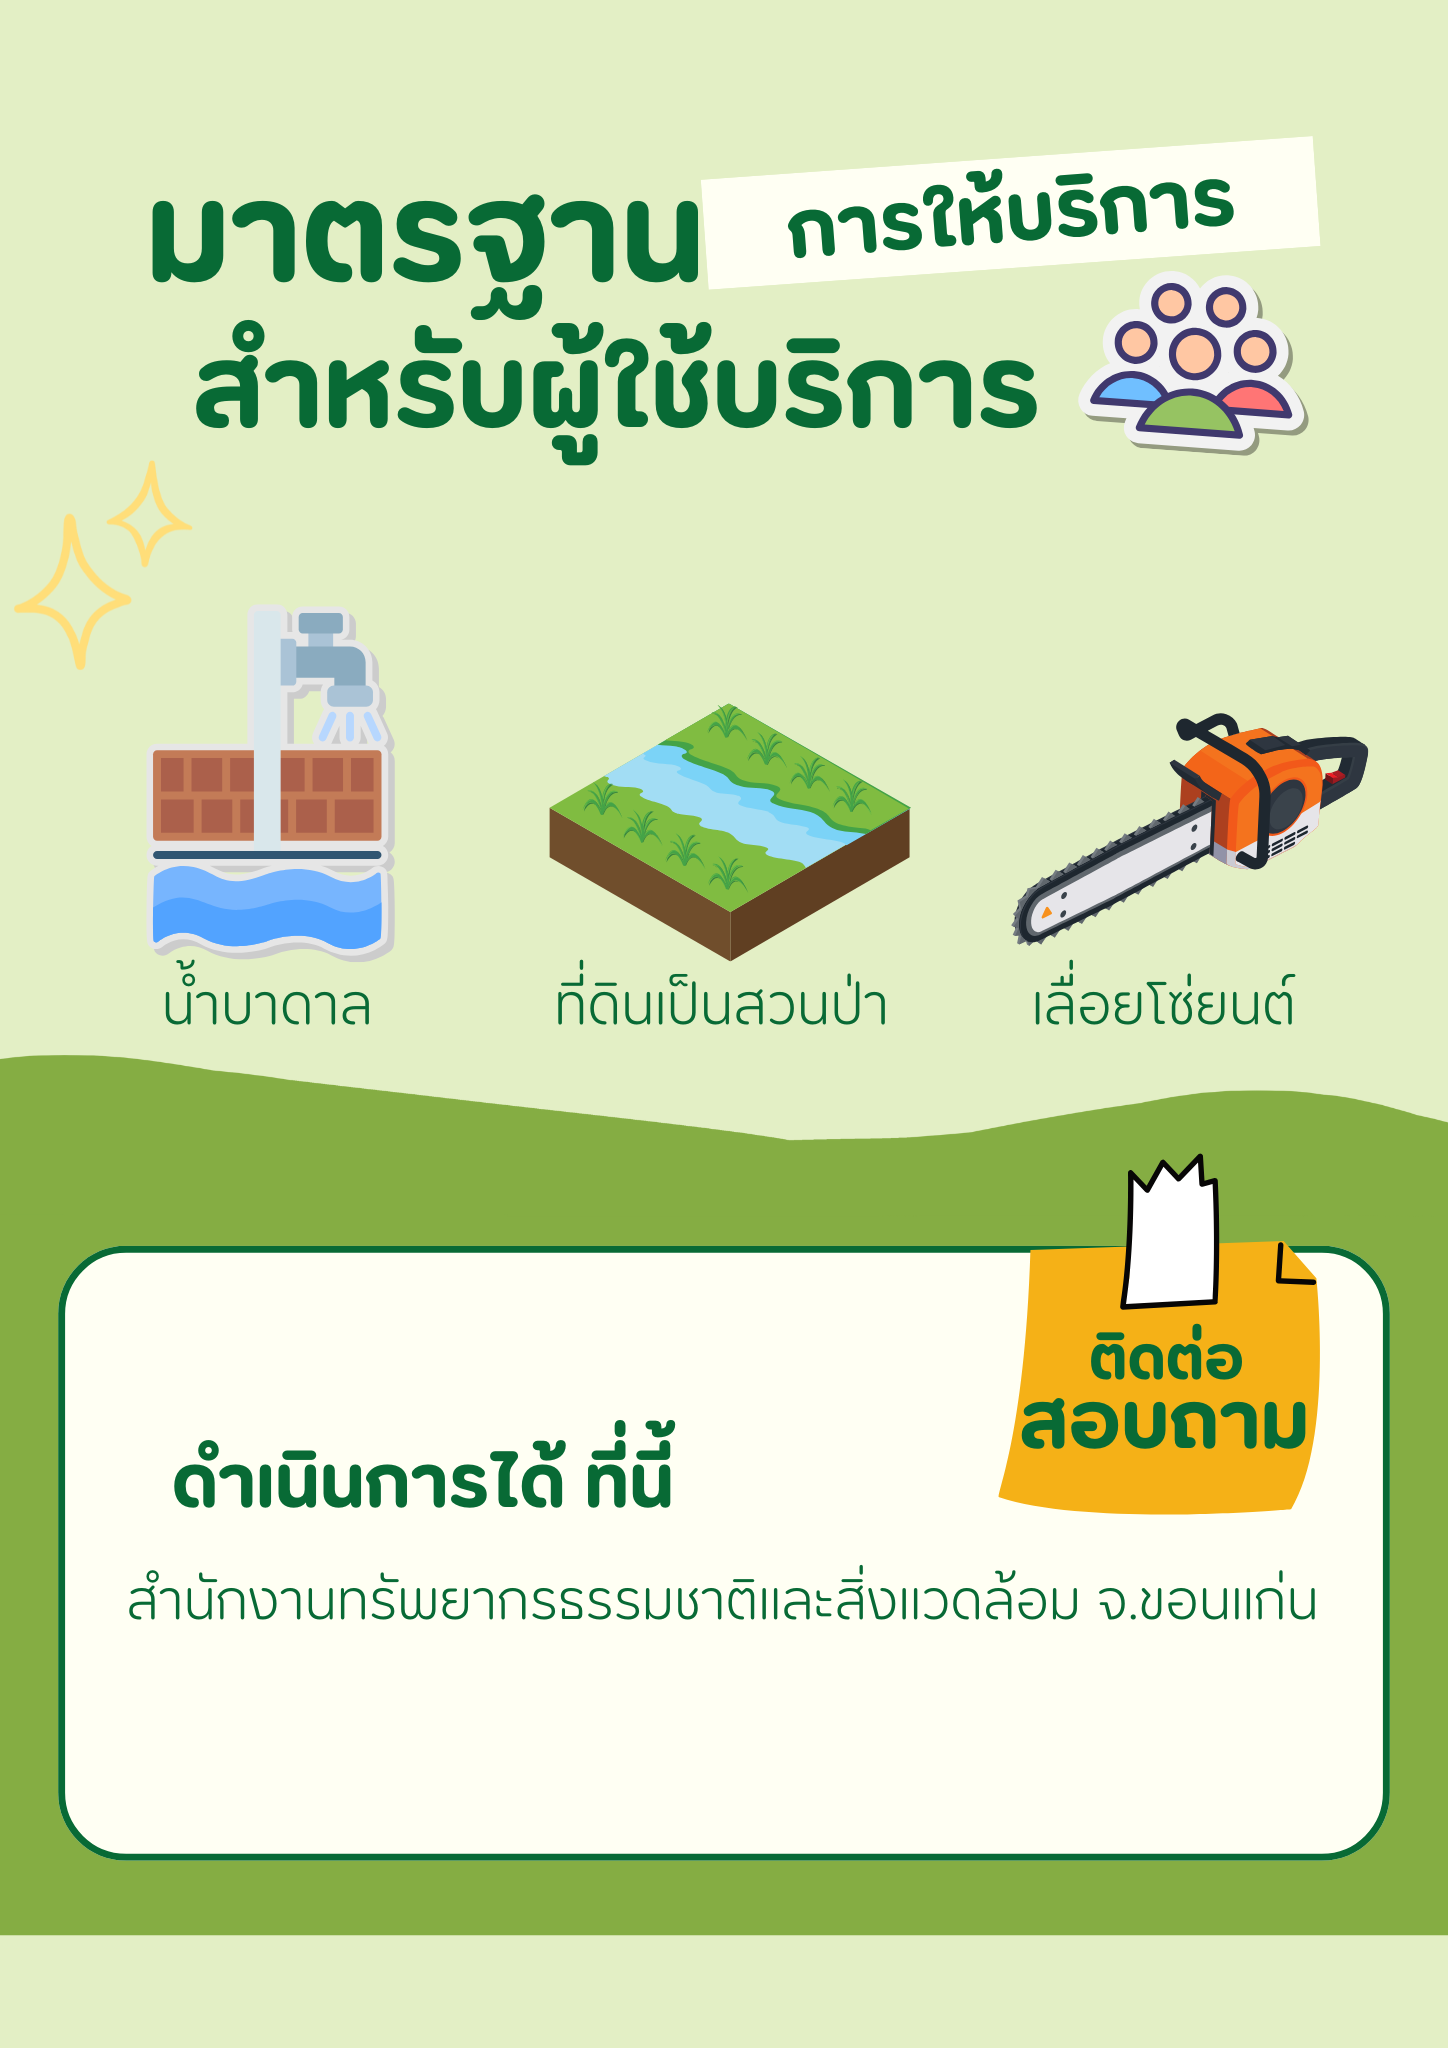 มาตรฐาน
การให้บริการ
สำหรับผู้ใช้บริการ
น้ำบาดาล
ที่ดินเป็นสวนป่า
เลื่อยโซ่ยนต์
ติดต่อ
สอบถาม
ดำเนินการได้ ที่นี้
สำนักงานทรัพยากรธรรมชาติและสิ่งแวดล้อม จ.ขอนแก่น